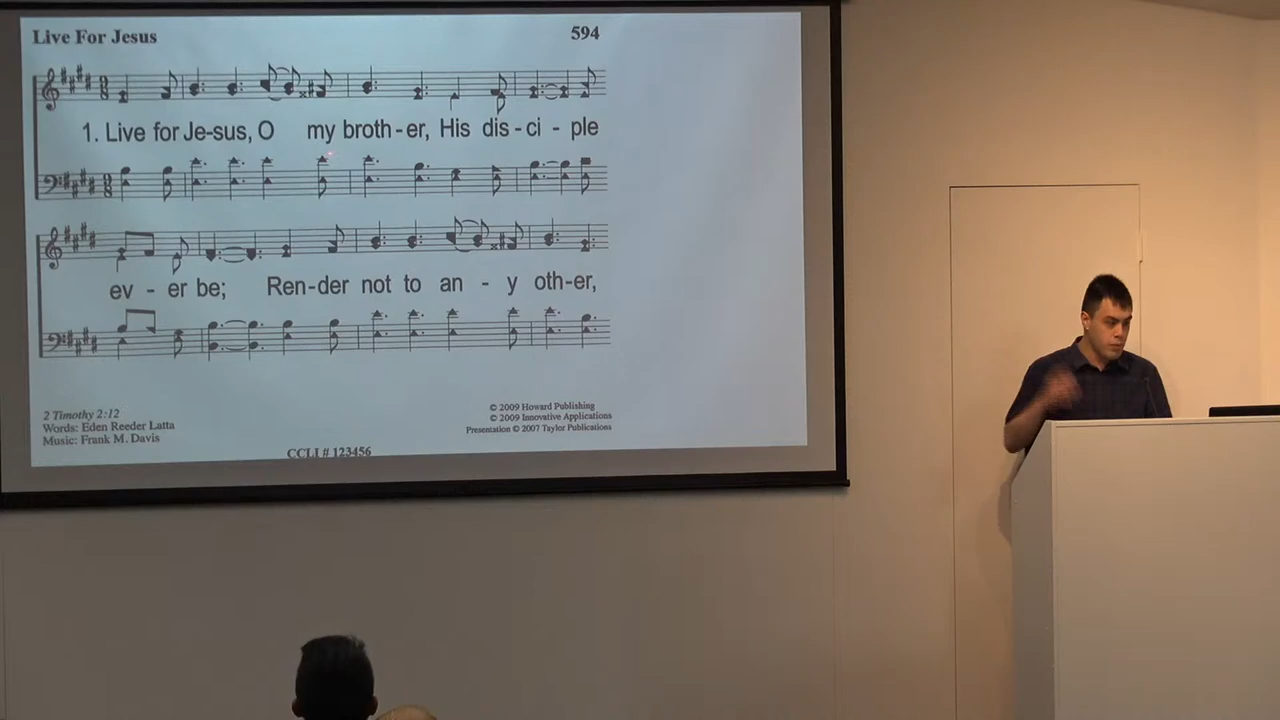 Live For Jesus 594
1. Live for Je-sus, O my broth-er, His dis-ci-ple
ev-er be; Ren-der not to an-y oth-er,
2 Timothy 2:12
Words: Eden Reeder Latta
Music: Frank M. Davis
© 2009 Howard Publishing
© 2009 Innovative Applications
Presentation © 2007 Taylor Publications
CCLI # 123456